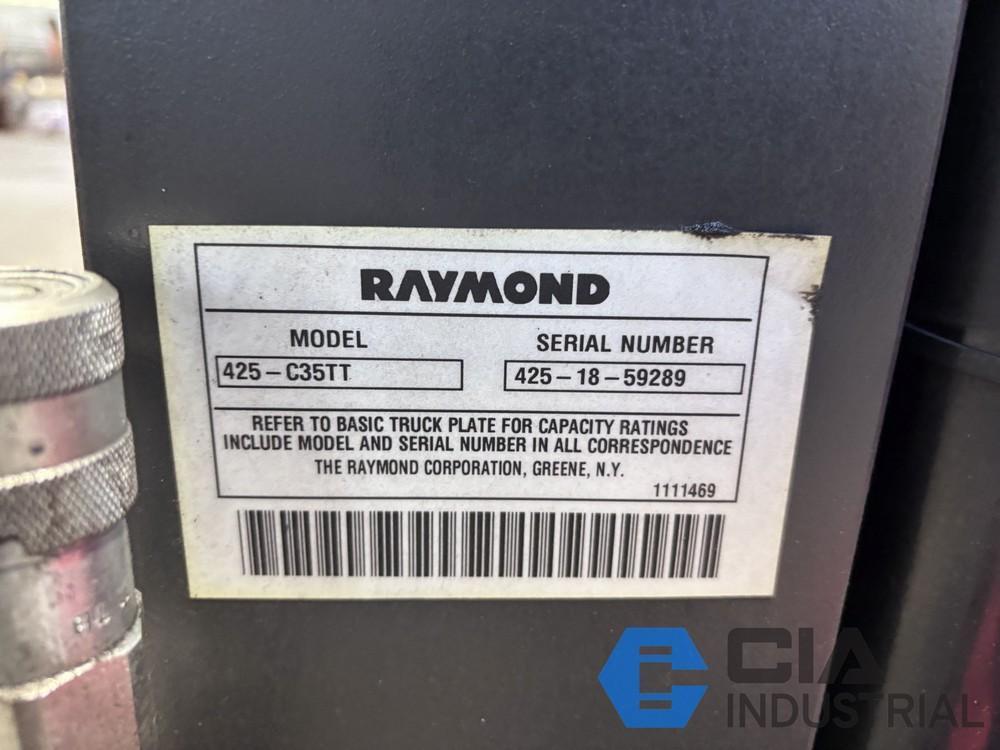 RAYMOND
MODEL
SERIAL NUMBER
425-C35TT
425-18-59289
REFER TO BASIC TRUCK PLATE FOR CAPACITY RATINGS
INCLUDE MODEL AND SERIAL NUMBER IN ALL CORRESPONDENCE
THE RAYMOND CORPORATION, GREENE, N.Y.
1111469
CIA
INDUSTRIAL